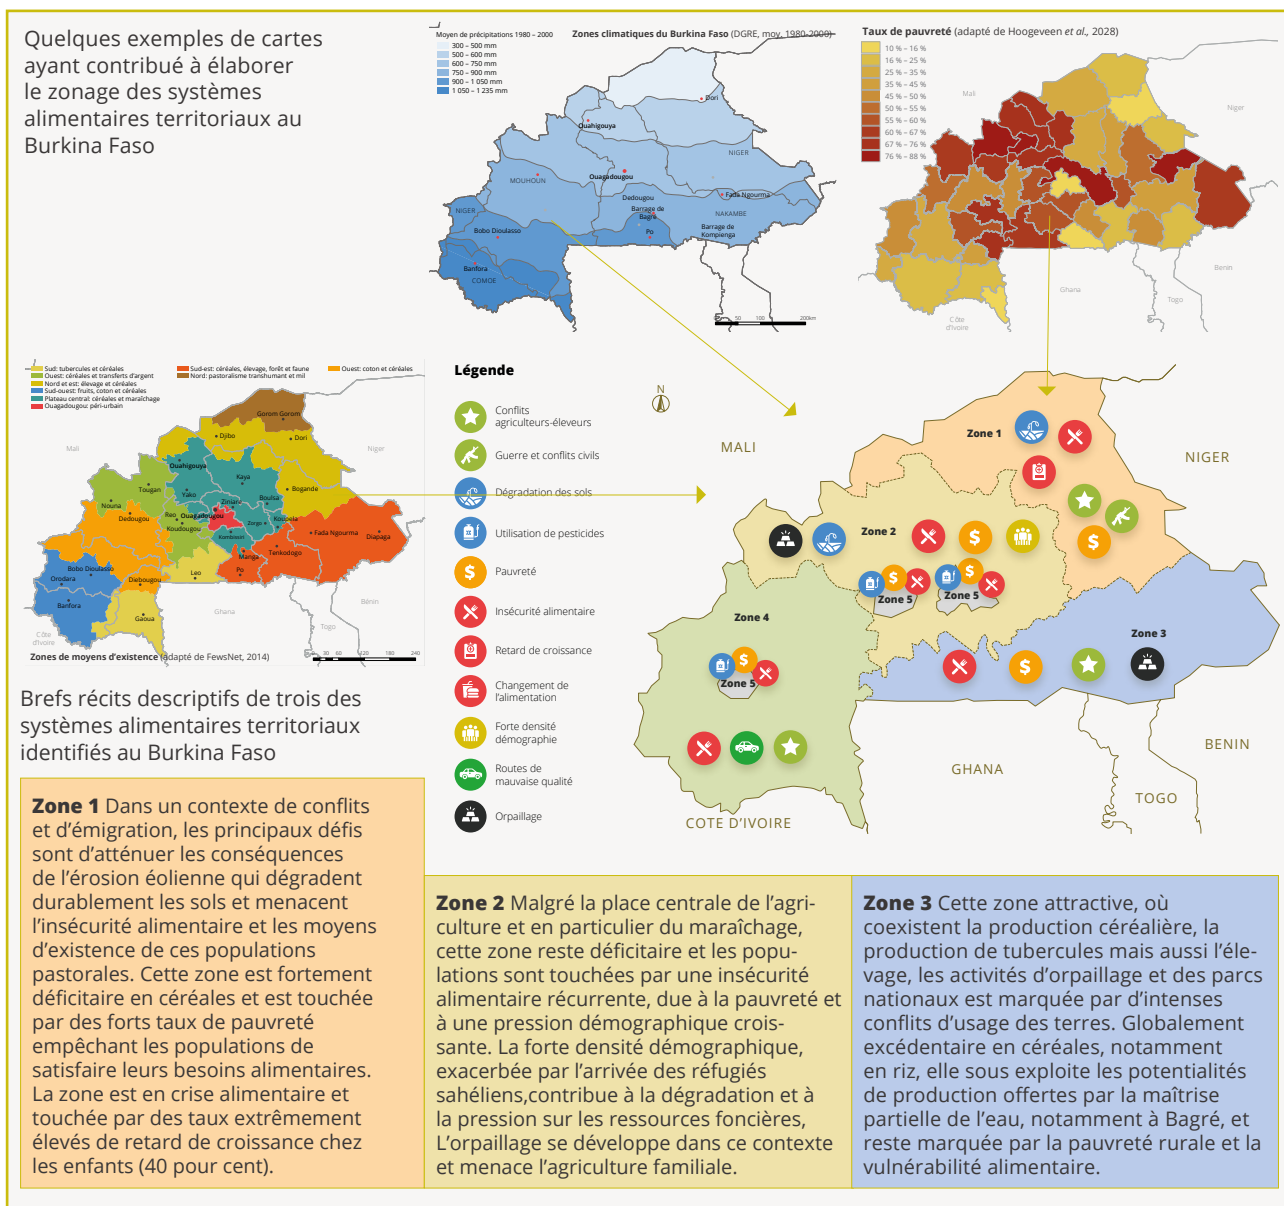 Quelques exemples de cartes
ayant contribué à élaborer
le zonage des systèmes
alimentaires territoriaux au
Burkina Faso
Moyen de précipitations 1980 – 2000
300 – 500 mm
500 – 600 mm
600 – 750 mm
750 – 900 mm
900 – 1 050 mm
1 050 – 1 235 mm
Zones climatiques du Burkina Faso (DGRE, moy. 1980-2000)
Dori
Ouahigouya
NIGER
MOUHOUN
Ouagadougou
Dedougou
Fada Ngourma
NIGER
Barrage de
Bagré
NAKAMBE
Bobo Dioulasso
Po
Barrage de
Kompienga
Banfora
COMOE
50
100
200km
Taux de pauvreté (adapté de Hoogeveen et al., 2028)
10 % – 16 %
16 % – 25 %
25 % – 35 %
35 % – 45 %
45 % – 50 %
50 % – 55 %
55 % – 60 %
60 % – 67 %
67 % – 76 %
76 % – 88 %
Mali
Niger
Benin
Ghana
Togo
Côte
d'Ivoire
Sud: tubercules et céréales
Ouest: céréales et transferts d'argent
Nord et est: élevage et céréales
Sud-ouest: fruits, coton et céréales
Plateau central: céréales et maraîchage
Ouagadougou: péri-urbain
Sud-est: céréales, élevage, forêt et faune
Nord: pastoralisme transhumant et mil
Ouest: coton et céréales
Gorom Gorom
Djibo
Dori
Mali
Niger
Ouahigouya
Kaya
Tougan
Yako
Bogande
Boulsa
Ziniare
Nouna
Dedougou
Reo
Ouagadougou
Koudougou
Zorgo
Koupela
Kombissiri
Fada Ngourma
Diapaga
Manga
Tenkodogo
Bobo Dioulasso
Orodara
Diebougou
Leo
Po
Banfora
Gaoua
Ghana
Bénin
Togo
Côte
d'Ivoire
Zones de moyens d'existence (adapté de FewsNet, 2014)
0 30 60 120 180 240
Légende
Conflits
agriculteurs-éleveurs
Guerre et conflits civils
Dégradation des sols
Utilisation de pesticides
Pauvreté
Insécurité alimentaire
Retard de croissance
Changement de
l'alimentation
Forte densité
démographie
Routes de
mauvaise qualité
Orpaillage
N
MALI
NIGER
Zone 1
Zone 2
Zone 5
Zone 5
Zone 4
Zone 3
Zone 5
BENIN
GHANA
TOGO
COTE D'IVOIRE
Brefs récits descriptifs de trois des
systèmes alimentaires territoriaux
identifiés au Burkina Faso
Zone 1 Dans un contexte de conflits
et d'émigration, les principaux défis
sont d'atténuer les conséquences
de l'érosion éolienne qui dégradent
durablement les sols et menacent
l'insécurité alimentaire et les moyens
d'existence de ces populations
pastorales. Cette zone est fortement
déficitaire en céréales et est touchée
par des forts taux de pauvreté
empêchant les populations de
satisfaire leurs besoins alimentaires.
La zone est en crise alimentaire et
touchée par des taux extrêmement
élevés de retard de croissance chez
les enfants (40 pour cent).
Zone 2 Malgré la place centrale de l'agri-
culture et en particulier du maraîchage,
cette zone reste déficitaire et les popu-
lations sont touchées par une insécurité
alimentaire récurrente, due à la pauvreté et
à une pression démographique crois-
sante. La forte densité démographique,
exacerbée par l'arrivée des réfugiés
sahéliens,contribue à la dégradation et à
la pression sur les ressources foncières,
L'orpaillage se développe dans ce contexte
et menace l'agriculture familiale.
Zone 3 Cette zone attractive, où
coexistent la production céréalière, la
production de tubercules mais aussi l'éle-
vage, les activités d'orpaillage et des parcs
nationaux est marquée par d'intenses
conflits d'usage des terres. Globalement
excédentaire en céréales, notamment
en riz, elle sous exploite les potentialités
de production offertes par la maîtrise
partielle de l'eau, notamment à Bagré, et
reste marquée par la pauvreté rurale et la
vulnérabilité alimentaire.